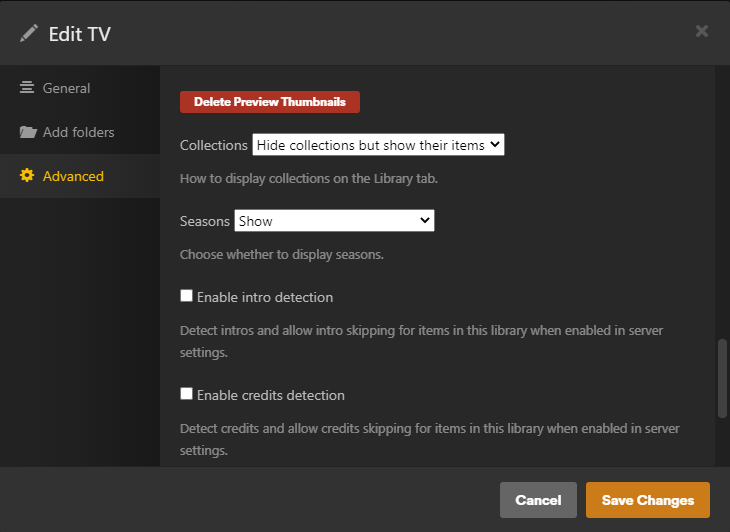 Edit TV
General
Add folders
Advanced
Delete Preview Thumbnails
Collections Hide collections but show their items
How to display collections on the Library tab.
Seasons Show
Choose whether to display seasons.
Enable intro detection
Detect intros and allow intro skipping for items in this library when enabled in server
settings.
Enable credits detection
Detect credits and allow credits skipping for items in this library when enabled in server
settings.
Cancel
Save Changes